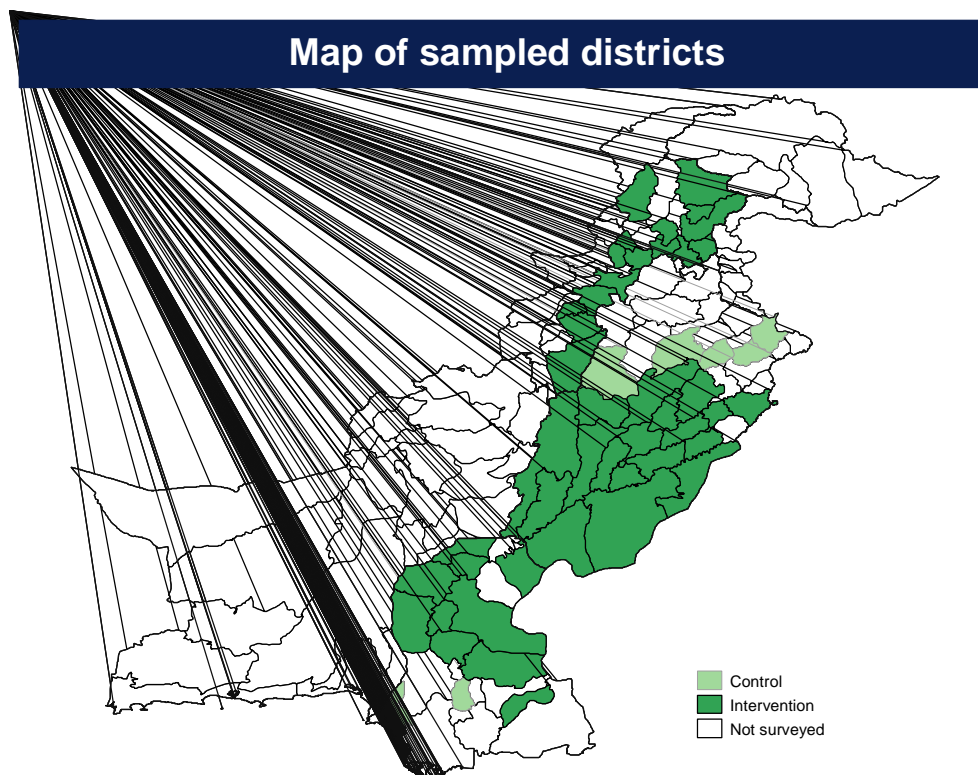 Map of sampled districts
Control
Intervention
Not surveyed